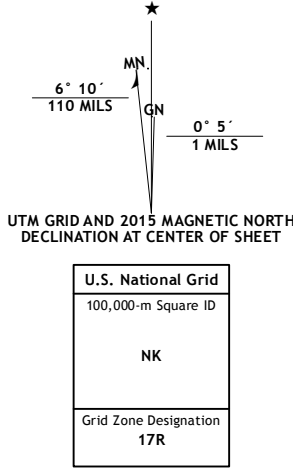 ★
MN.
6° 10´
110 MILS
GN
0° 5´
1 MILS
UTM GRID AND 2015 MAGNETIC NORTH
DECLINATION AT CENTER OF SHEET
U.S. National Grid
100,000-m Square ID
NK
Grid Zone Designation
17R